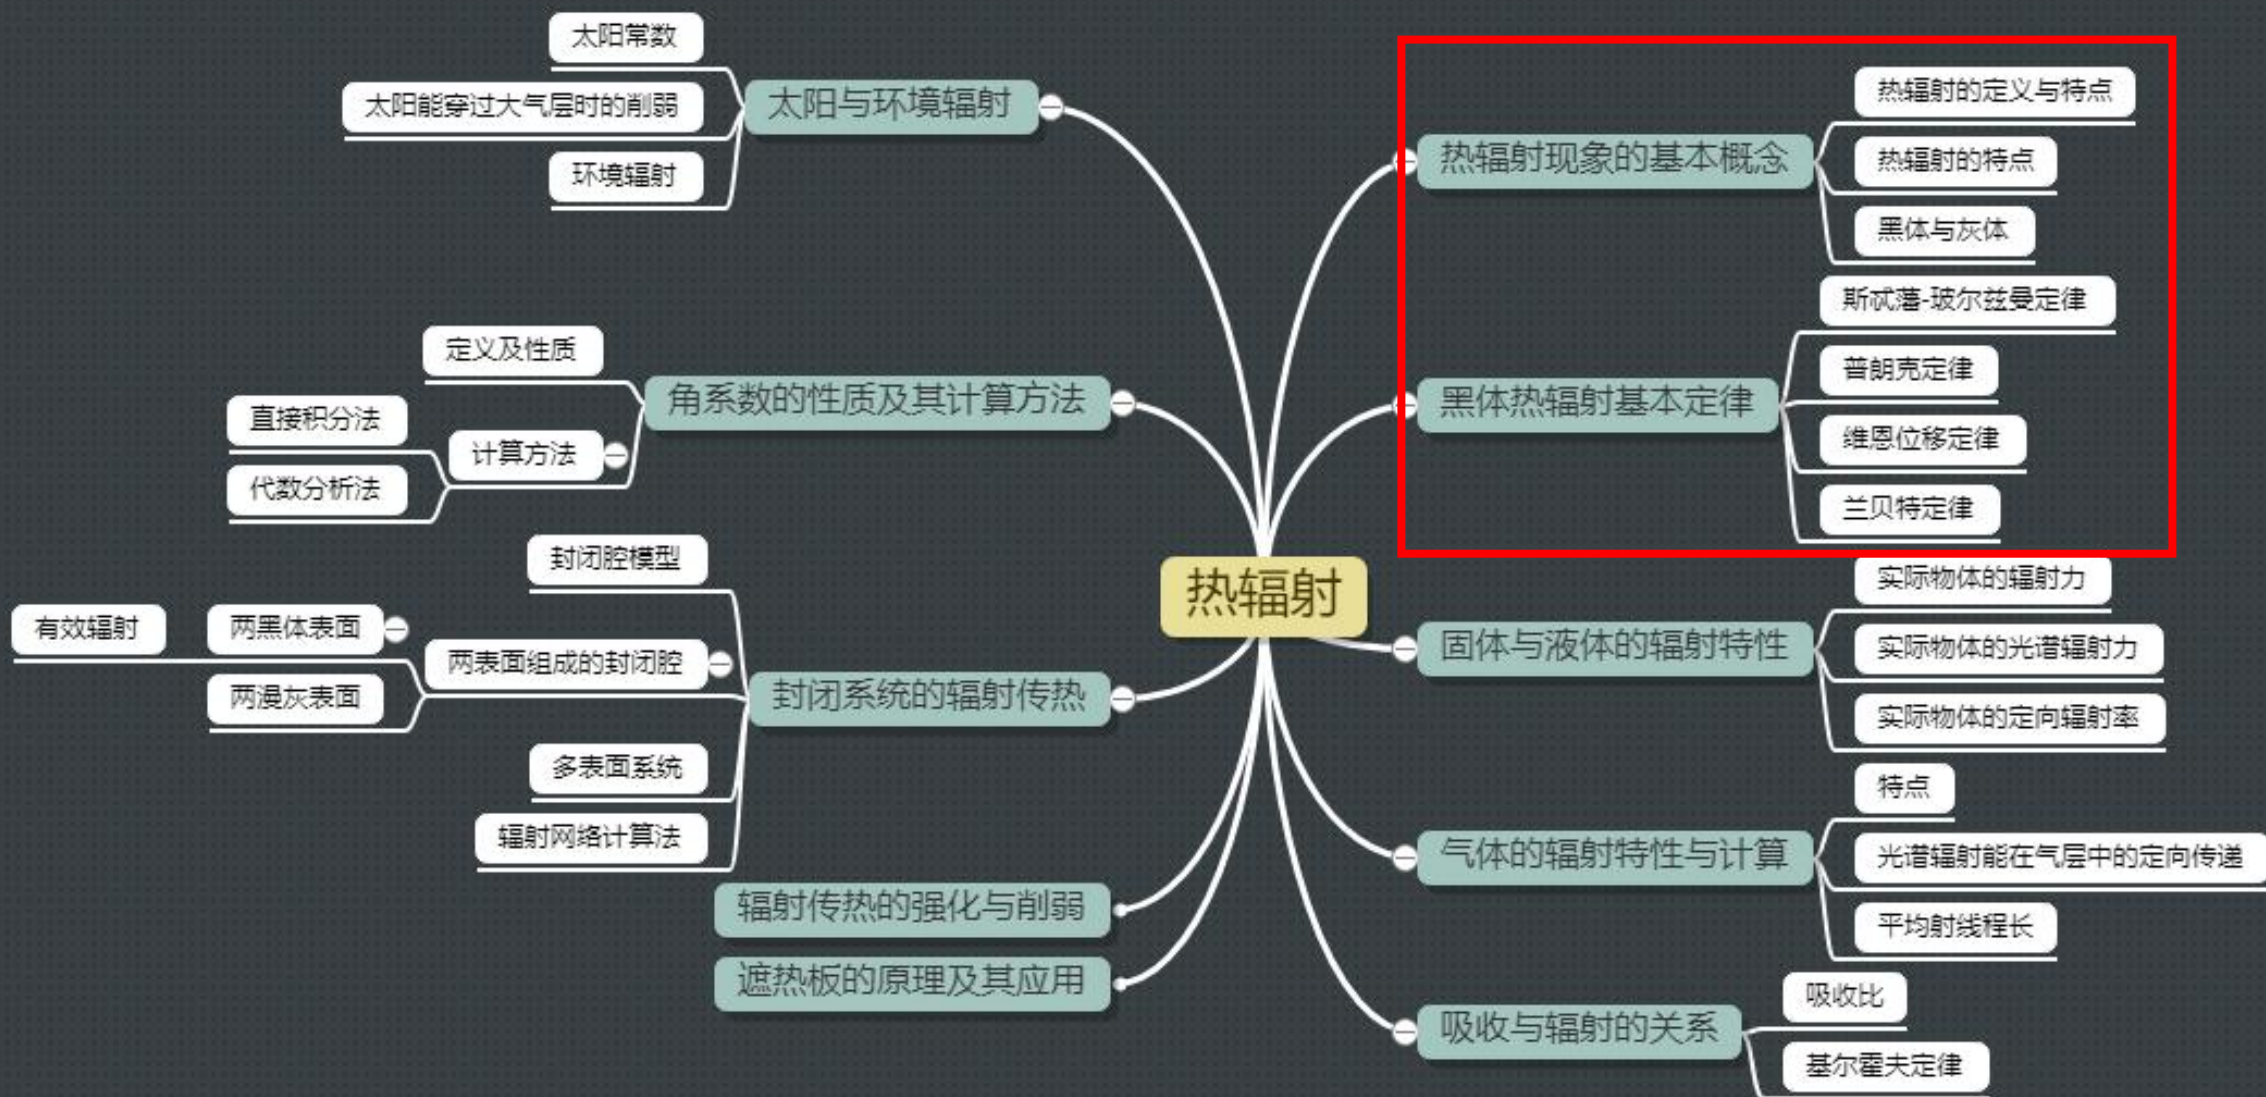 热辐射
热辐射现象的基本概念
热辐射的定义与特点
热辐射的特点
黑体与灰体
黑体热辐射基本定律
斯忒藩-玻尔兹曼定律
普朗克定律
维恩位移定律
兰贝特定律
固体与液体的辐射特性
实际物体的辐射力
实际物体的光谱辐射力
实际物体的定向辐射率
气体的辐射特性与计算
特点
光谱辐射能在气层中的定向传递
平均射线程长
吸收与辐射的关系
吸收比
基尔霍夫定律
太阳与环境辐射
太阳常数
太阳能穿过大气层时的削弱
环境辐射
角系数的性质及其计算方法
定义及性质
计算方法
直接积分法
代数分析法
封闭系统的辐射传热
封闭腔模型
两表面组成的封闭腔
两黑体表面
有效辐射
两漫灰表面
多表面系统
辐射网络计算法
辐射传热的强化与削弱
遮热板的原理及其应用